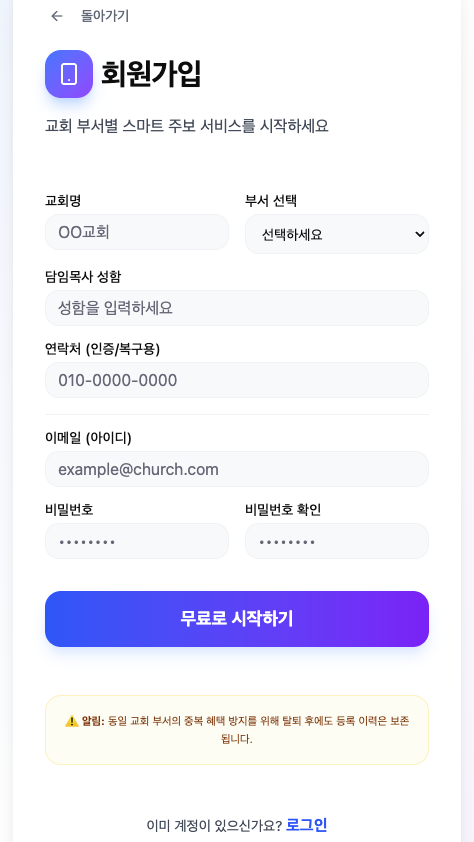 돌아가기
회원가입
교회 부서별 스마트 주보 서비스를 시작하세요
교회명
부서 선택
OO교회
선택하세요
담임목사 성함
성함을 입력하세요
연락처 (인증/복구용)
010-0000-0000
이메일 (아이디)
example@church.com
비밀번호
비밀번호 확인
••••••••
••••••••
무료로 시작하기
⚠️ 알림: 동일 교회 부서의 중복 혜택 방지를 위해 탈퇴 후에도 등록 이력은 보존
됩니다.
이미 계정이 있으신가요? 로그인